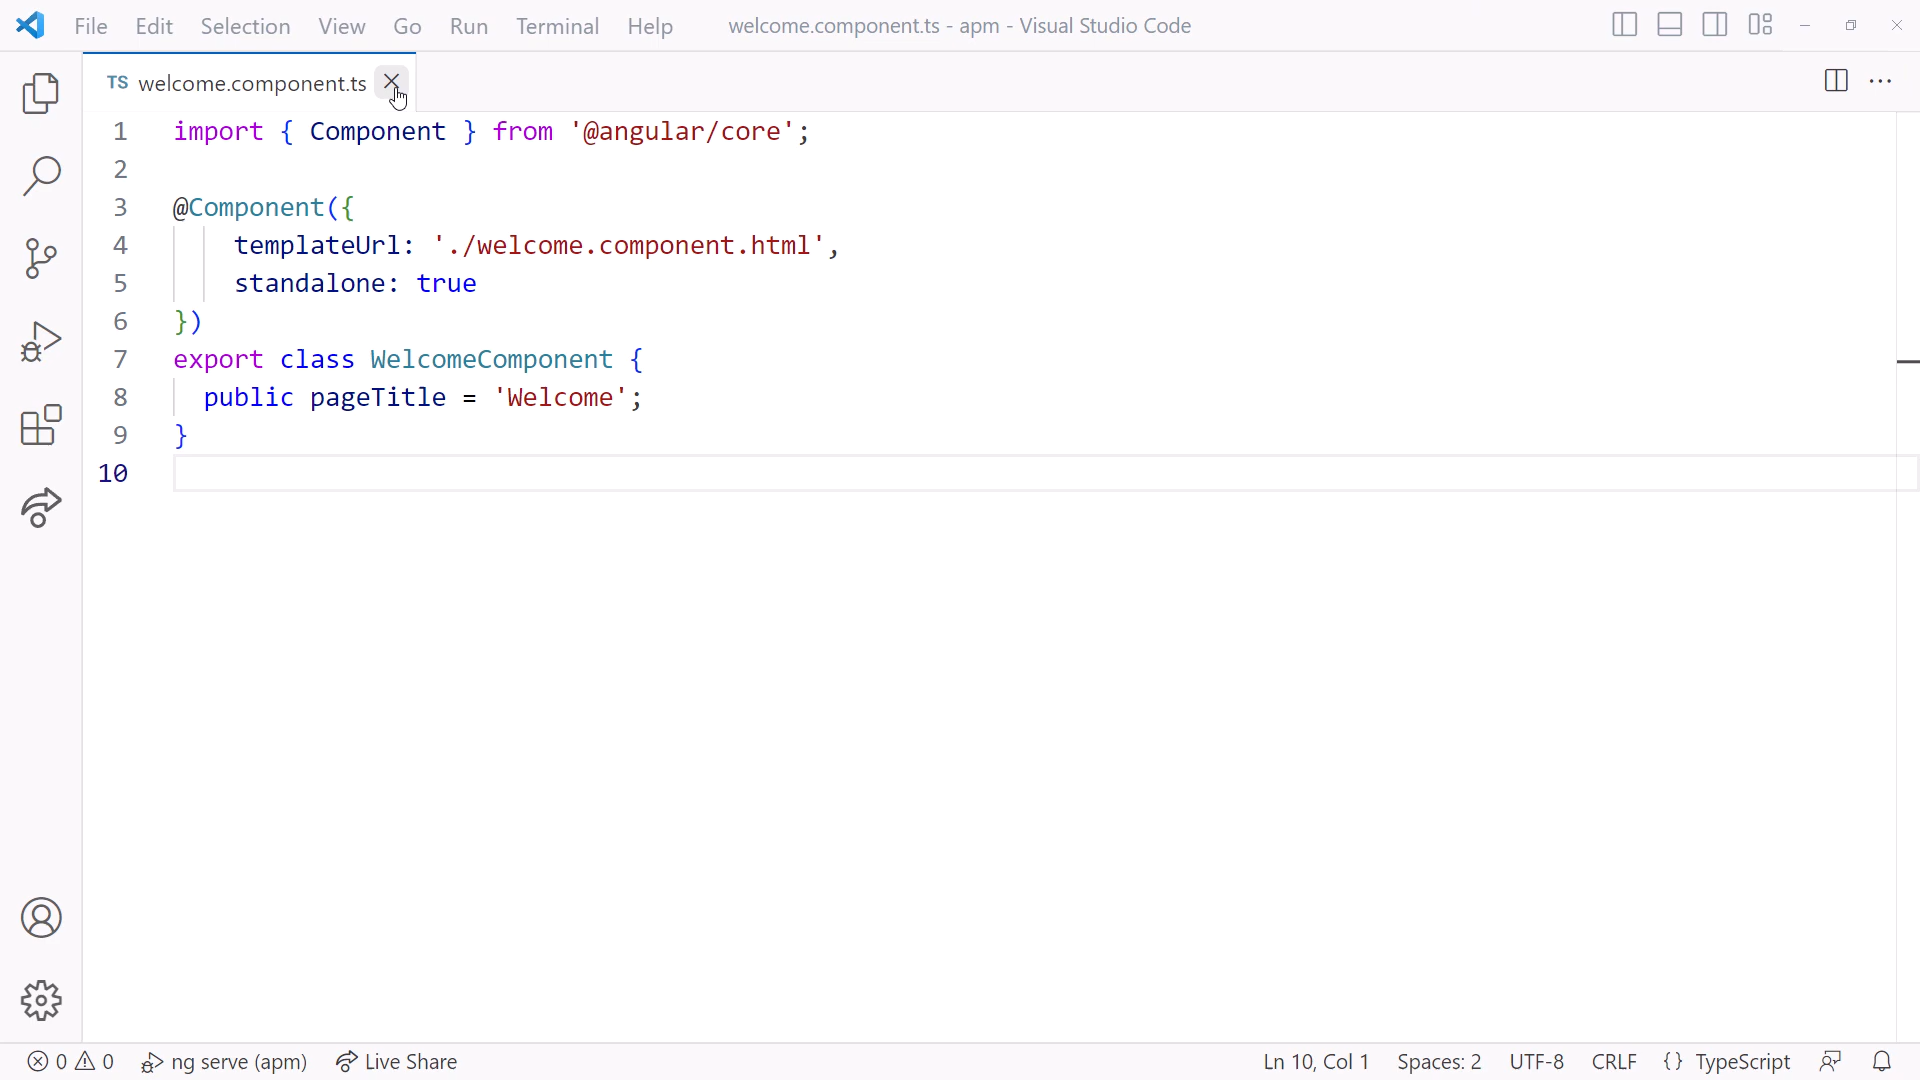 File Edit Selection View Go Run Terminal Help welcome.component.ts - apm - Visual Studio Code
TS welcome.component.ts
1 import { Component } from '@angular/core';
2
3 @Component({
4 templateUrl: './welcome.component.html',
5 standalone: true
6 })
7 export class WelcomeComponent {
8 public pageTitle = 'Welcome';
9 }
10
0 0 ng serve (apm) Live Share Ln 10, Col 1 Spaces: 2 UTF-8 CRLF {} TypeScript